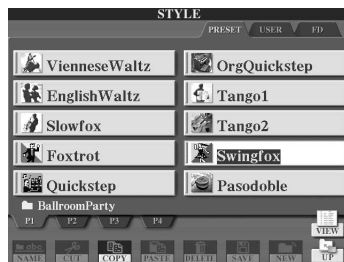 STYLE
PRESET USER FD
VienneseWaltz OrgQuickstep
EnglishWaltz Tango1
Slowfox Tango2
Foxtrot Swingfox
Quickstep Pasodoble
BallroomParty
P1 P2 P3 P4
VIEW
NAME CUT COPY PASTE DELETE SAVE NEW UP